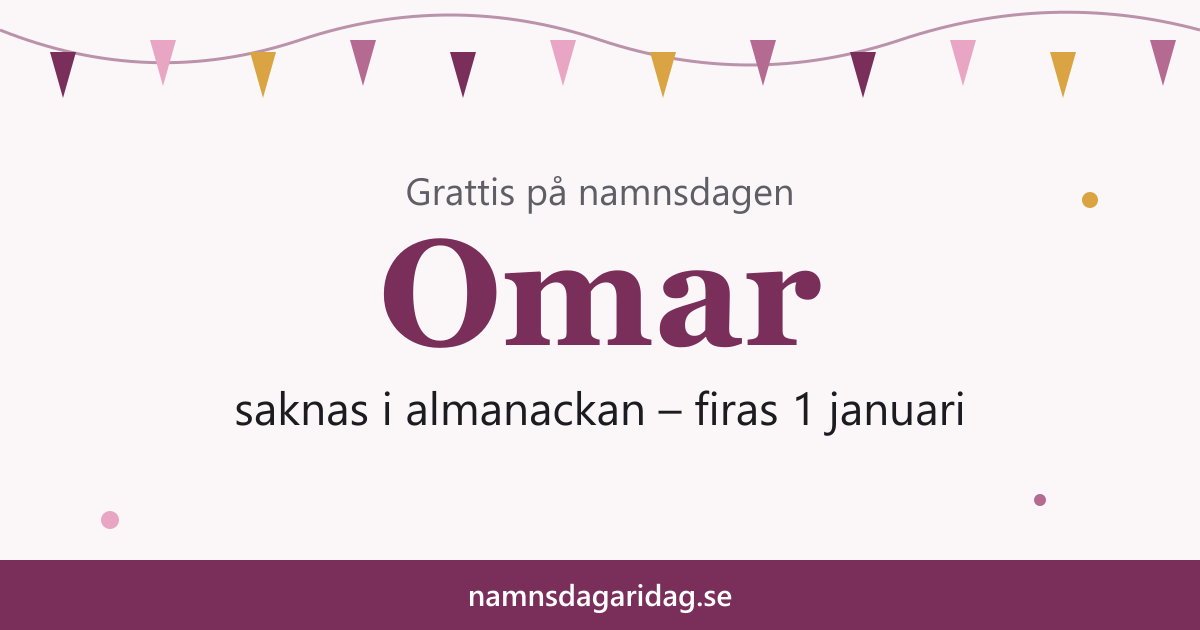 Grattis på namnsdagen
Omar
saknas i almanackan – firas 1 januari
namnsdagaridag.se